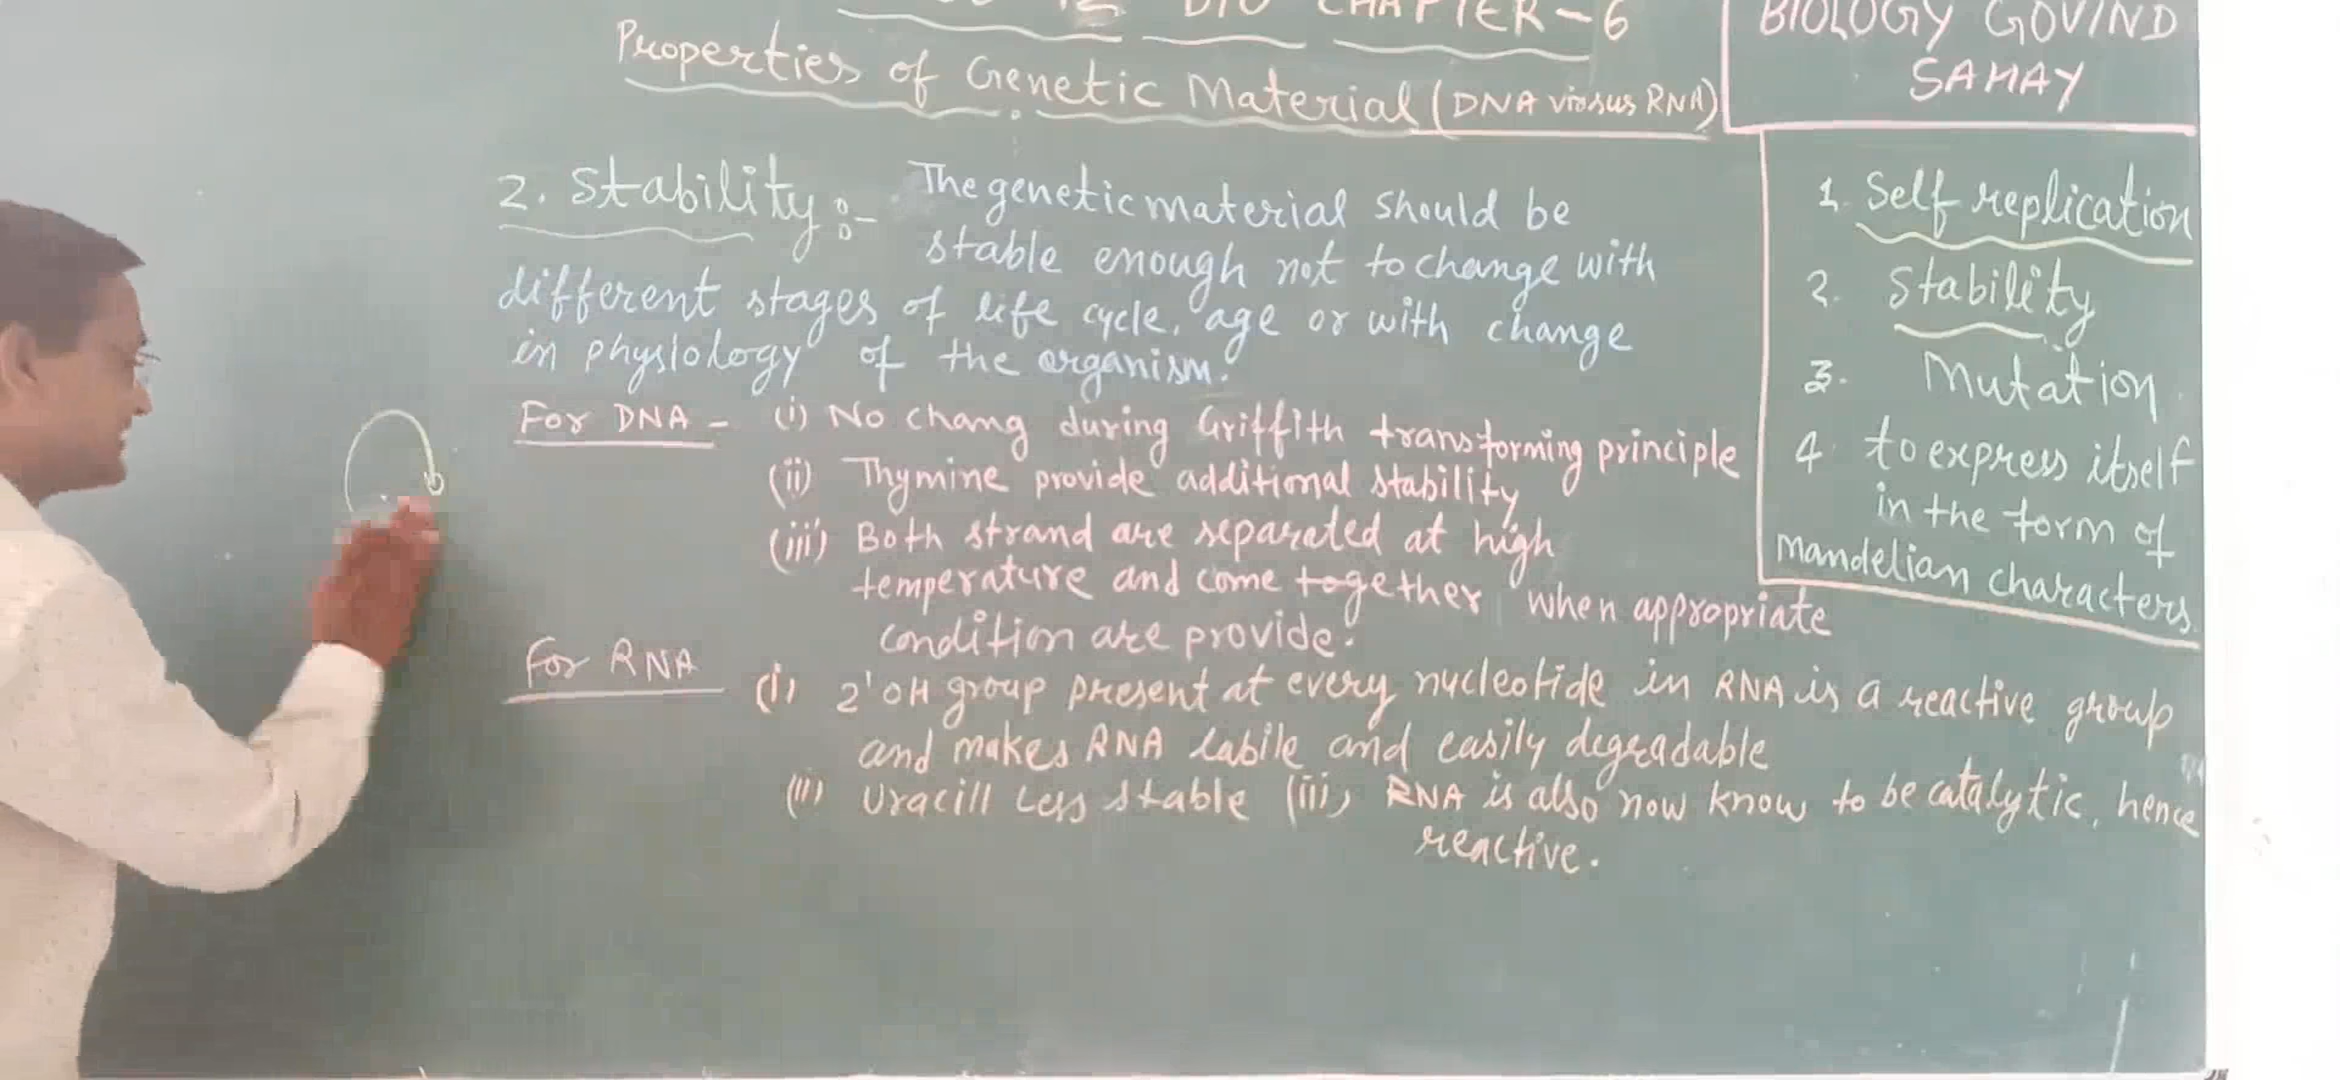 12 BIO CHAPTER-6
Properties of Genetic Material (DNA viersus RNA)
BIOLOGY GOVIND
SAHAY
2. Stability:- The genetic material should be
stable enough not to change with
different stages of life cycle, age or with change
in physiology of the organism.
For DNA - (i) No chang during Griffith transforming principle
(ii) Thymine provide additional stability
(iii) Both strand are separated at high
temperature and come together when appropriate
condition are provide.
For RNA (i) 2'OH group present at every nucleotide in RNA is a reactive group
and makes RNA labile and easily degradable
(ii) Uracill Less stable (iii) RNA is also now know to be catalytic, hence
reactive.
1. Self replication
2. Stability
3. Mutation
4 to express itself
in the form of
Mandelian characters.